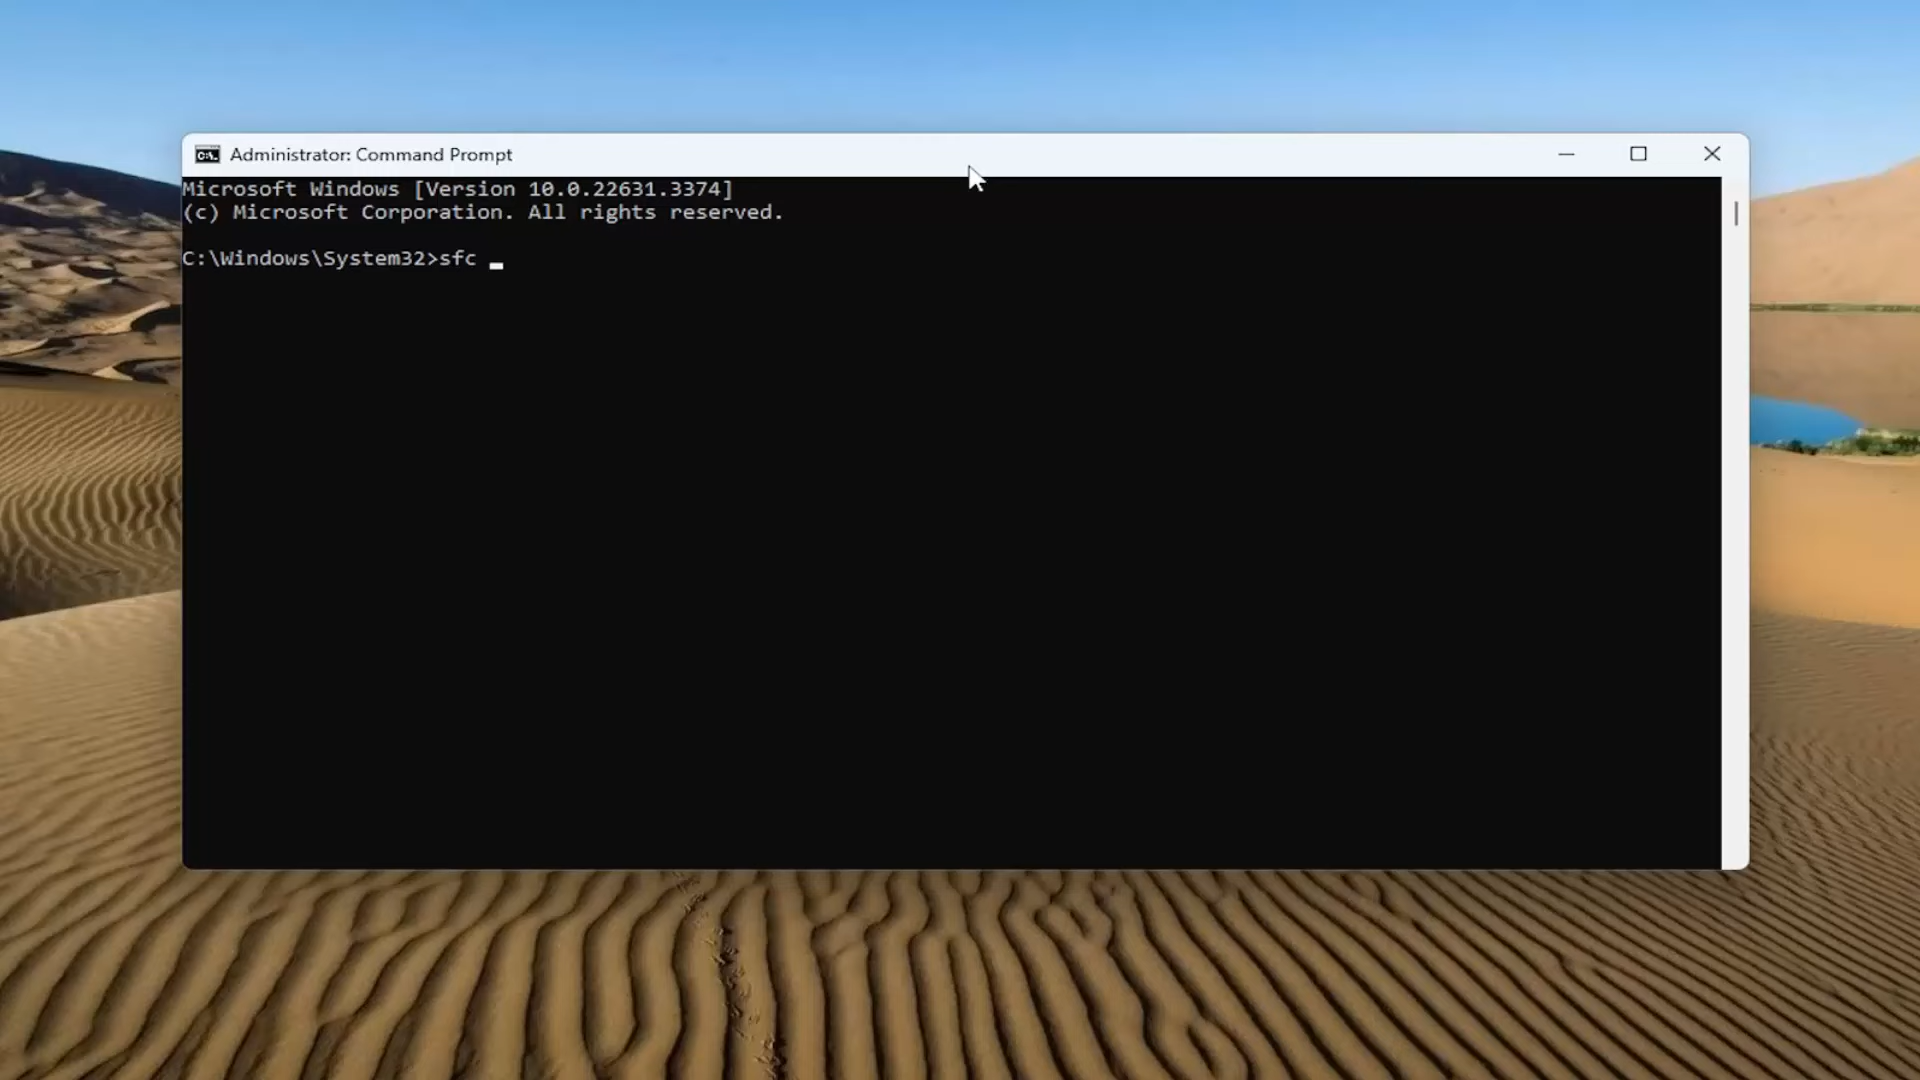 Administrator: Command Prompt
Microsoft Windows [Version 10.0.22631.3374]
(c) Microsoft Corporation. All rights reserved.
C:\Windows\System32>sfc